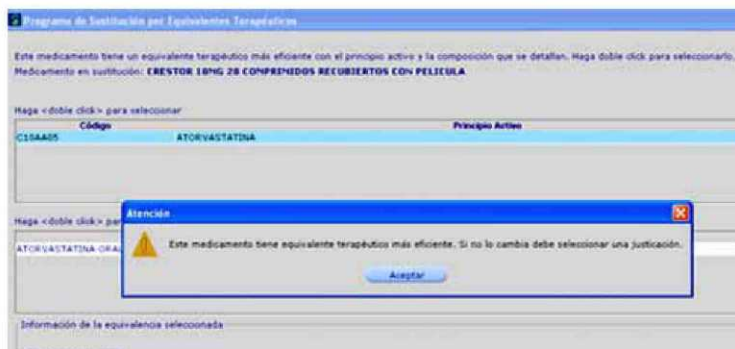 Programa de Sustitución por Equivalentes Terapéuticos
Este medicamento tiene un equivalente terapéutico más eficiente con el principio activo y la composición que se detallan. Haga doble click para seleccionarlo.
Medicamento en sustitución: CRESTOR 10MG 28 COMPRIMIDOS RECUBIERTOS CON PELICULA
Haga <doble click> para seleccionar
Código Principio Activo
C10AA05 ATORVASTATINA
Atención
Haga <doble click> par
Este medicamento tiene equivalente terapéutico más eficiente. Si no lo cambia debe seleccionar una justicación.
ATORVASTATINA ORAL
Aceptar
Información de la equivalencia seleccionada